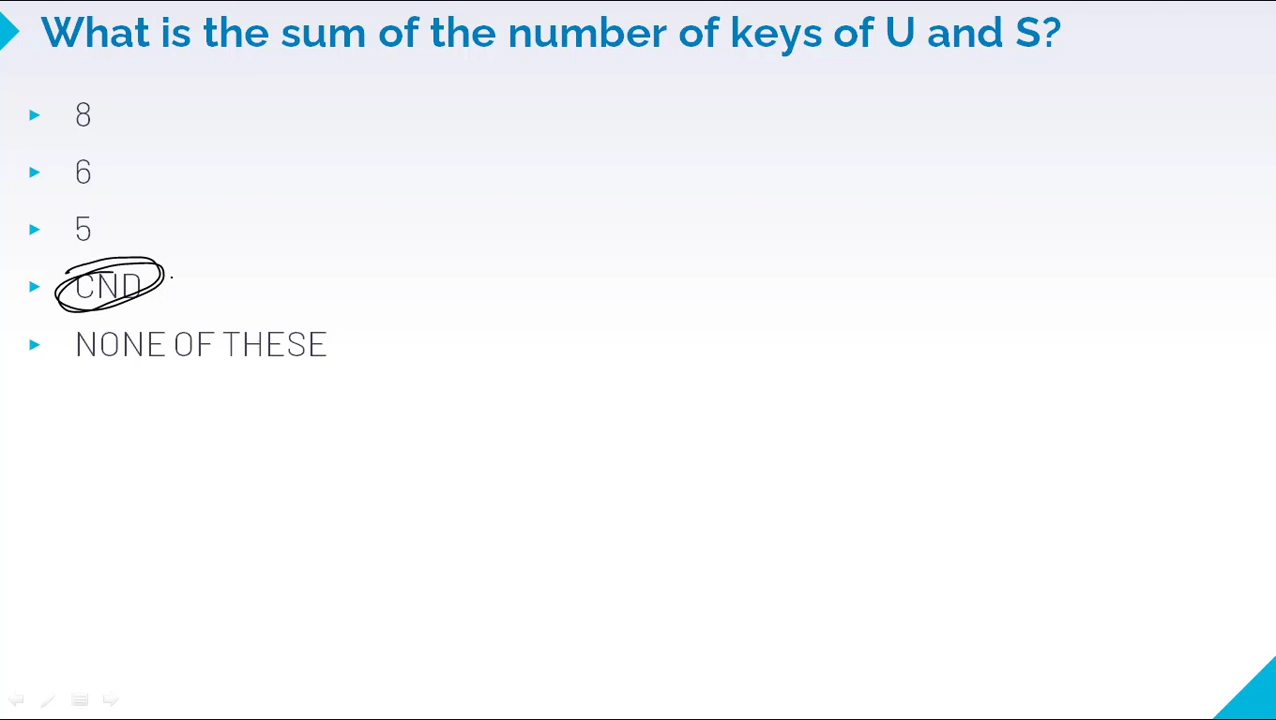 What is the sum of the number of keys of U and S?
8
6
5
CND
NONE OF THESE